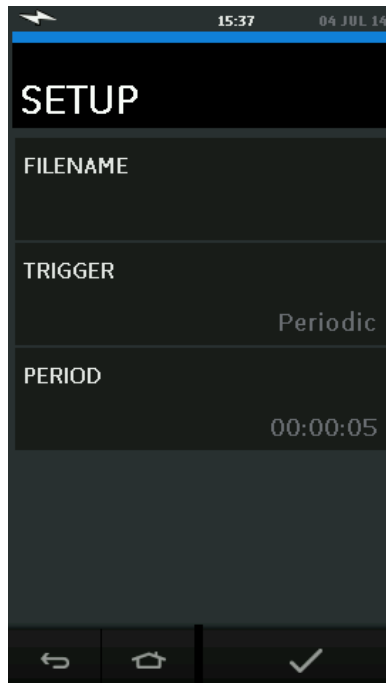 15:37 04 JUL 14
SETUP
FILENAME
TRIGGER
Periodic
PERIOD
00:00:05